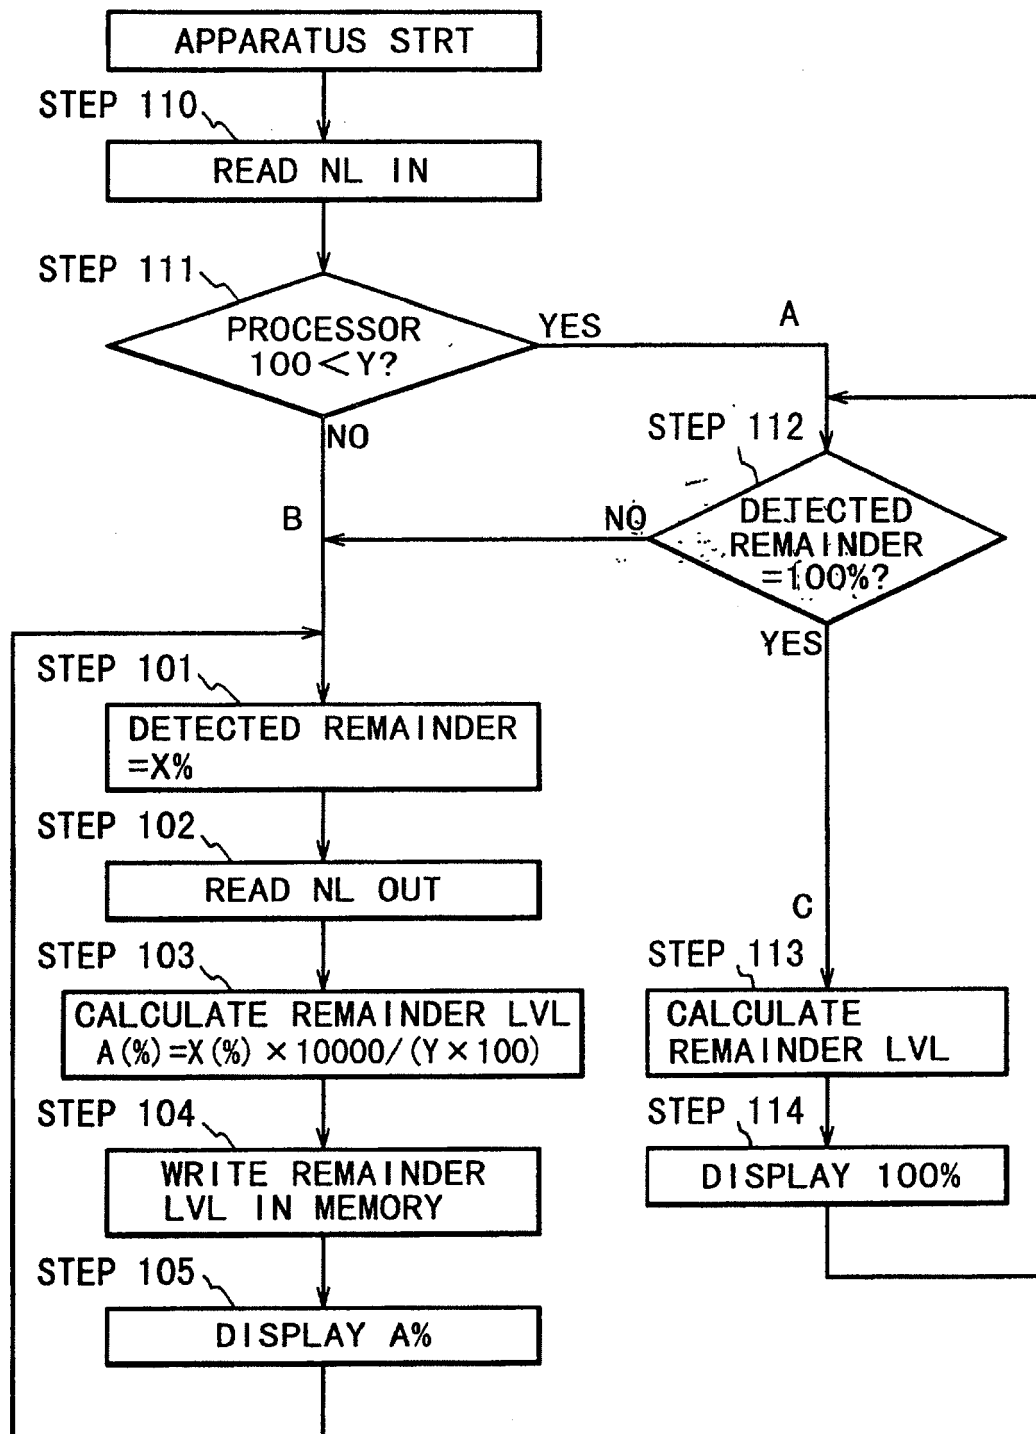 APPARATUS STRT
STEP 110
READ NL IN
STEP 111
PROCESSOR
100<Y?
YES
A
NO
B
STEP 112
DETECTED
REMAINDER
=100%?
NO
YES
STEP 101
DETECTED REMAINDER
=X%
STEP 102
READ NL OUT
STEP 103
CALCULATE REMAINDER LVL
A(%)=X(%)×10000/(Y×100)
STEP 104
WRITE REMAINDER
LVL IN MEMORY
STEP 105
DISPLAY A%
C
STEP 113
CALCULATE
REMAINDER LVL
STEP 114
DISPLAY 100%